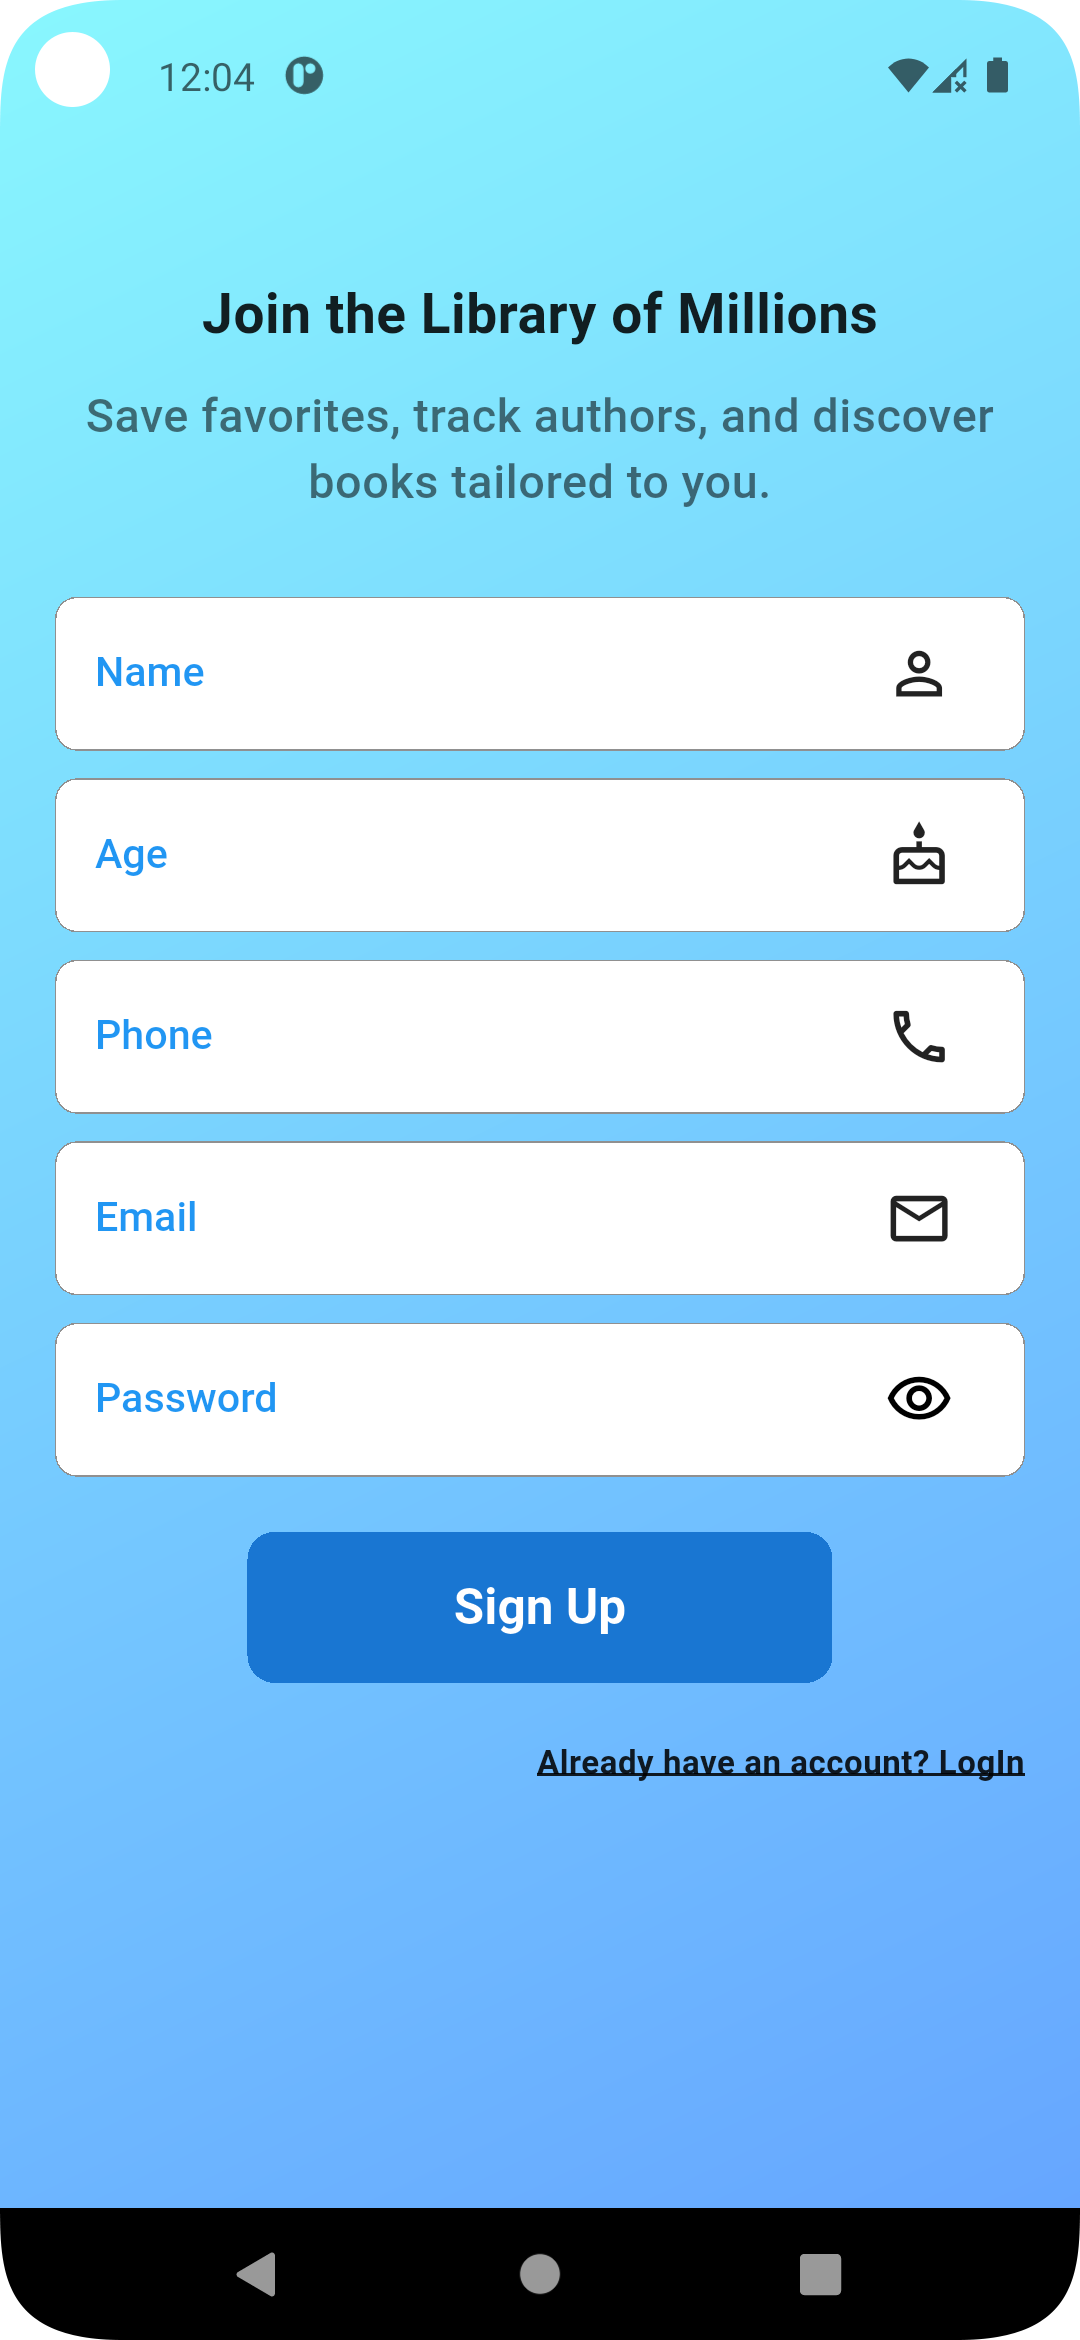 12:04
Join the Library of Millions
Save favorites, track authors, and discover
books tailored to you.
Name
Age
Phone
Email
Password
Sign Up
Already have an account? LogIn